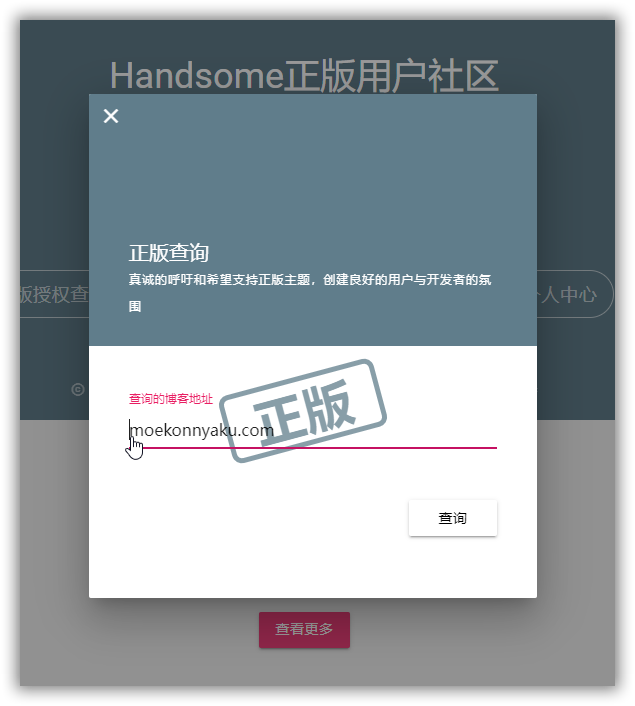 Handsome正版用户社区
正版查询
真诚的呼吁和希望支持正版主题，创建良好的用户与开发者的氛
围
版授权查
人中心
©
查询的博客地址
正版
moekonnyaku.com
查询
查看更多